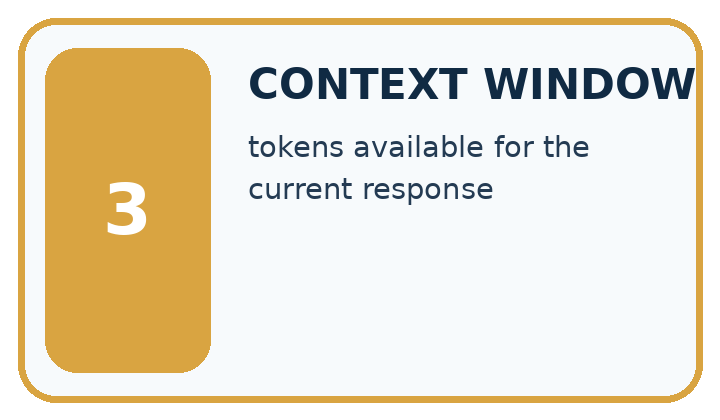 3
CONTEXT WINDOW
tokens available for the
current response